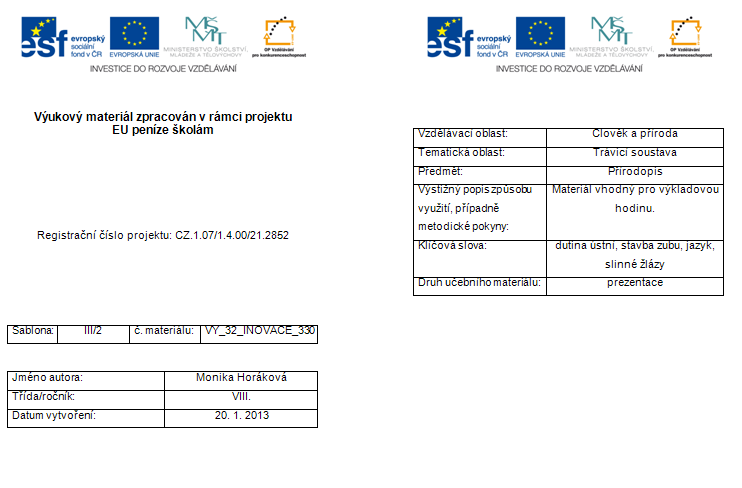 esf evropský
sociální
fond v ČR
EVROPSKÁ UNIE
MINISTERSTVO ŠKOLSTVÍ,
MLÁDEŽE A TĚLOVÝCHOVY
OP Vzdělávání
pro konkurenceschopnost
INVESTICE DO ROZVOJE VZDĚLÁVÁNÍ
Výukový materiál zpracován v rámci projektu
EU peníze školám
Registrační číslo projektu: CZ.1.07/1.4.00/21.2852
Šablona: III/2 č. materiálu: VY_32_INOVACE_330
Jméno autora: Monika Horáková
Třída/ročník: VIII.
Datum vytvoření: 20. 1. 2013
esf evropský
sociální
fond v ČR
EVROPSKÁ UNIE
MINISTERSTVO ŠKOLSTVÍ,
MLÁDEŽE A TĚLOVÝCHOVY
OP Vzdělávání
pro konkurenceschopnost
INVESTICE DO ROZVOJE VZDĚLÁVÁNÍ
Vzdělávací oblast: Člověk a příroda
Tematická oblast: Trávicí soustava
Předmět: Přírodopis
Výstižný popis způsobu Materiál vhodný pro výkladovou
využití, případně hodinu.
metodické pokyny:
Klíčová slova: dutina ústní, stavba zubu, jazyk,
slinné žlázy
Druh učebního materiálu: prezentace